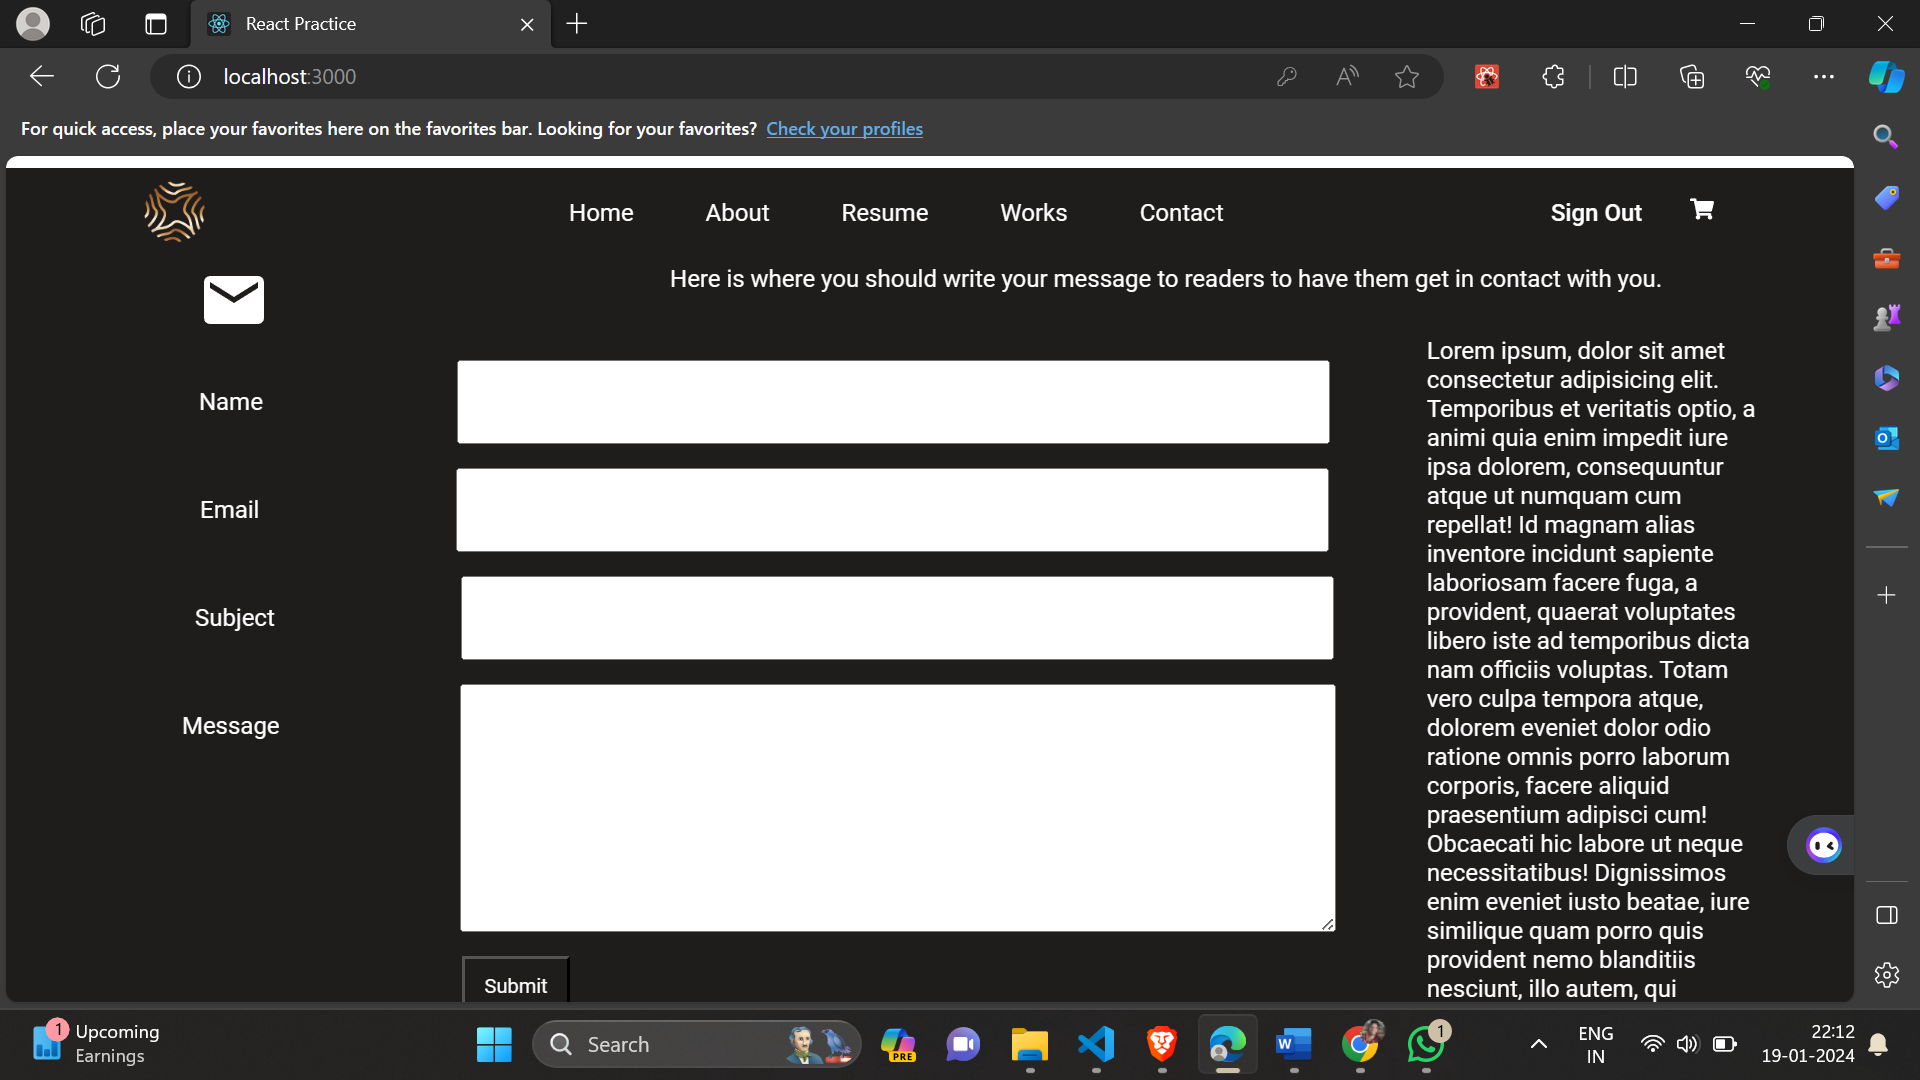 React Practice
localhost:3000
For quick access, place your favorites here on the favorites bar. Looking for your favorites? Check your profiles
Home About Resume Works Contact Sign Out
Here is where you should write your message to readers to have them get in contact with you.
Name
Email
Subject
Message
Submit
Lorem ipsum, dolor sit amet
consectetur adipisicing elit.
Temporibus et veritatis optio, a
animi quia enim impedit iure
ipsa dolorem, consequuntur
atque ut numquam cum
repellat! Id magnam alias
inventore incidunt sapiente
laboriosam facere fuga, a
provident, quaerat voluptates
libero iste ad temporibus dicta
nam officiis voluptas. Totam
vero culpa tempora atque,
dolorem eveniet dolor odio
ratione omnis porro laborum
corporis, facere aliquid
praesentium adipisci cum!
Obcaecati hic labore ut neque
necessitatibus! Dignissimos
enim eveniet iusto beatae, iure
similique quam porro quis
provident nemo blanditiis
nesciunt, illo autem, qui
1
Upcoming
Earnings
Search
PRE
W
1
ENG
IN
22:12
19-01-2024